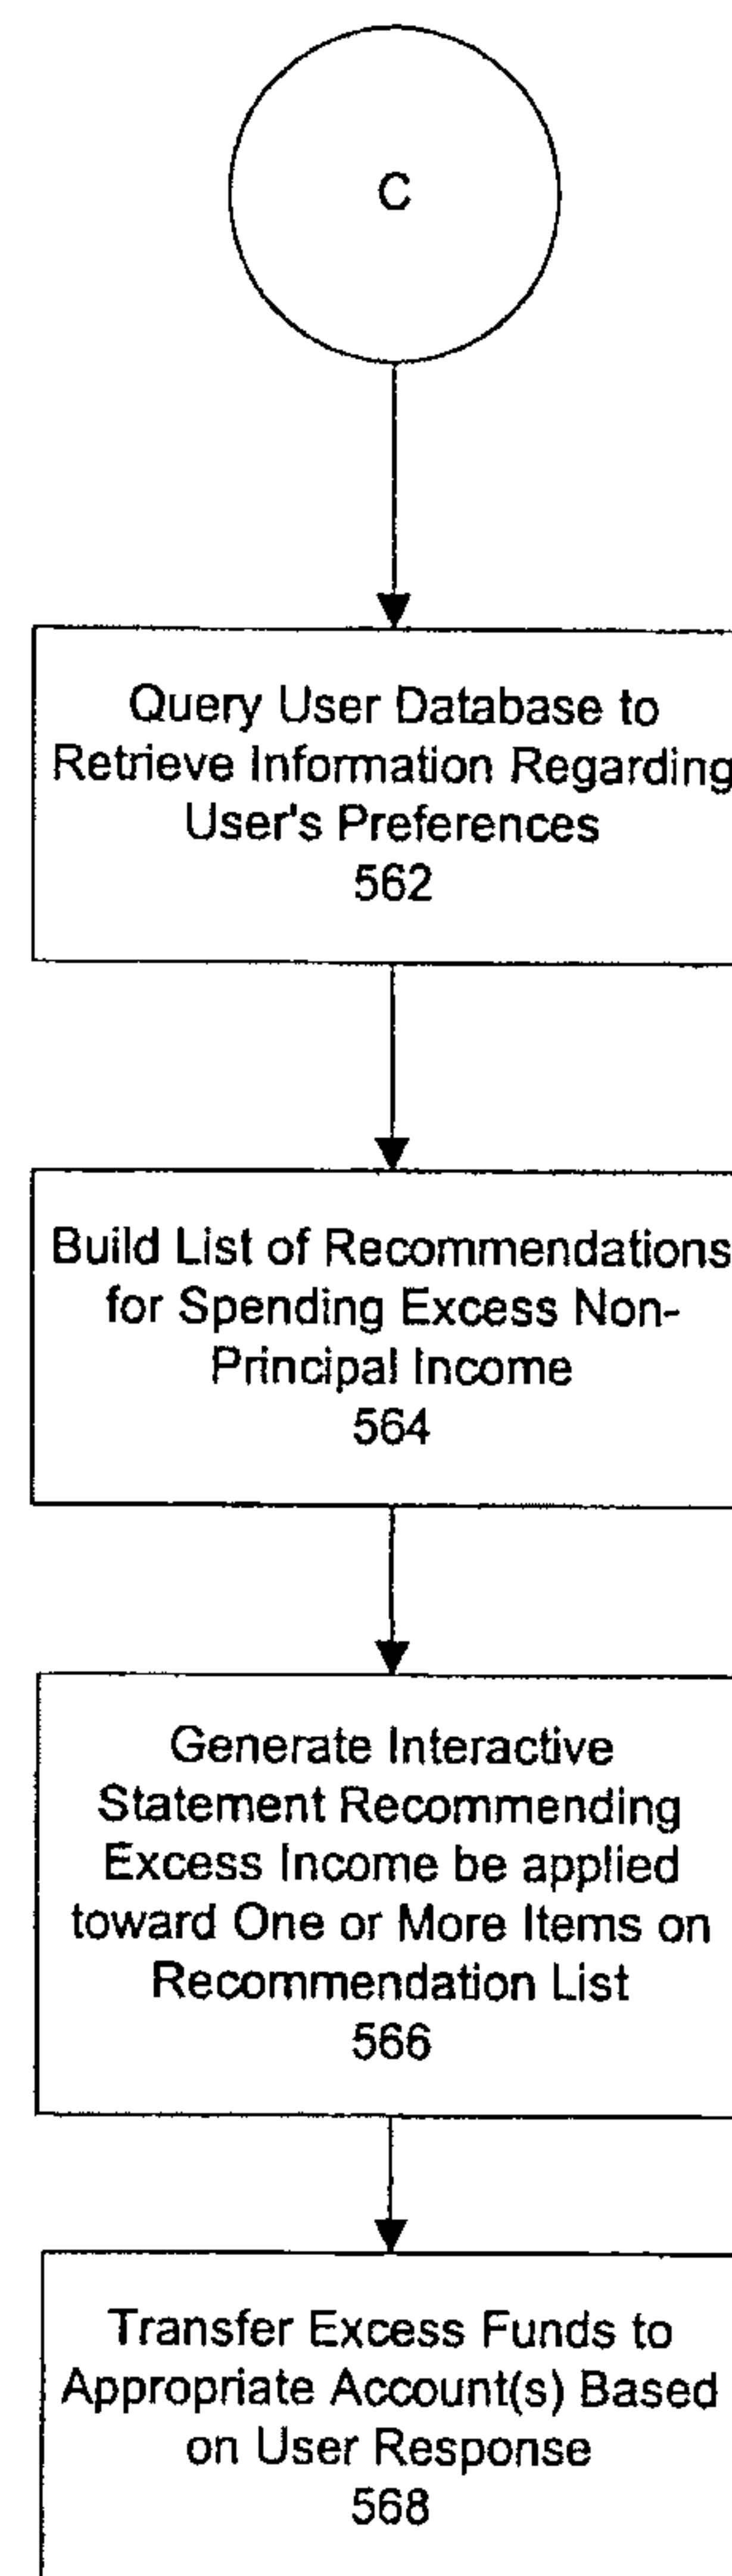 C
Query User Database to
Retrieve Information Regarding
User's Preferences
562
Build List of Recommendations
for Spending Excess Non-
Principal Income
564
Generate Interactive
Statement Recommending
Excess Income be applied
toward One or More Items on
Recommendation List
566
Transfer Excess Funds to
Appropriate Account(s) Based
on User Response
568